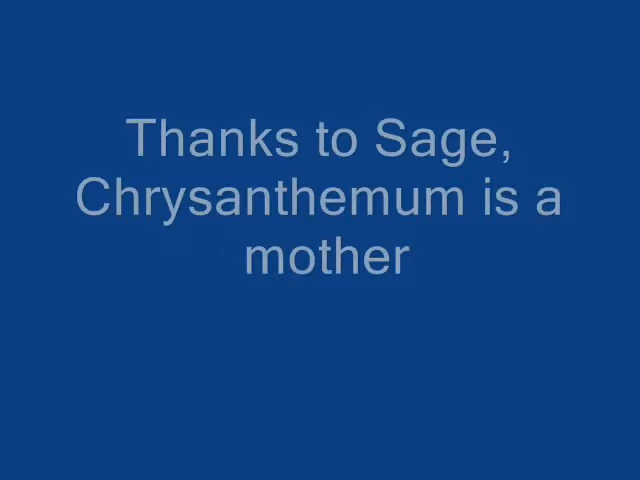 Thanks to Sage,
Chrysanthemum is a
mother